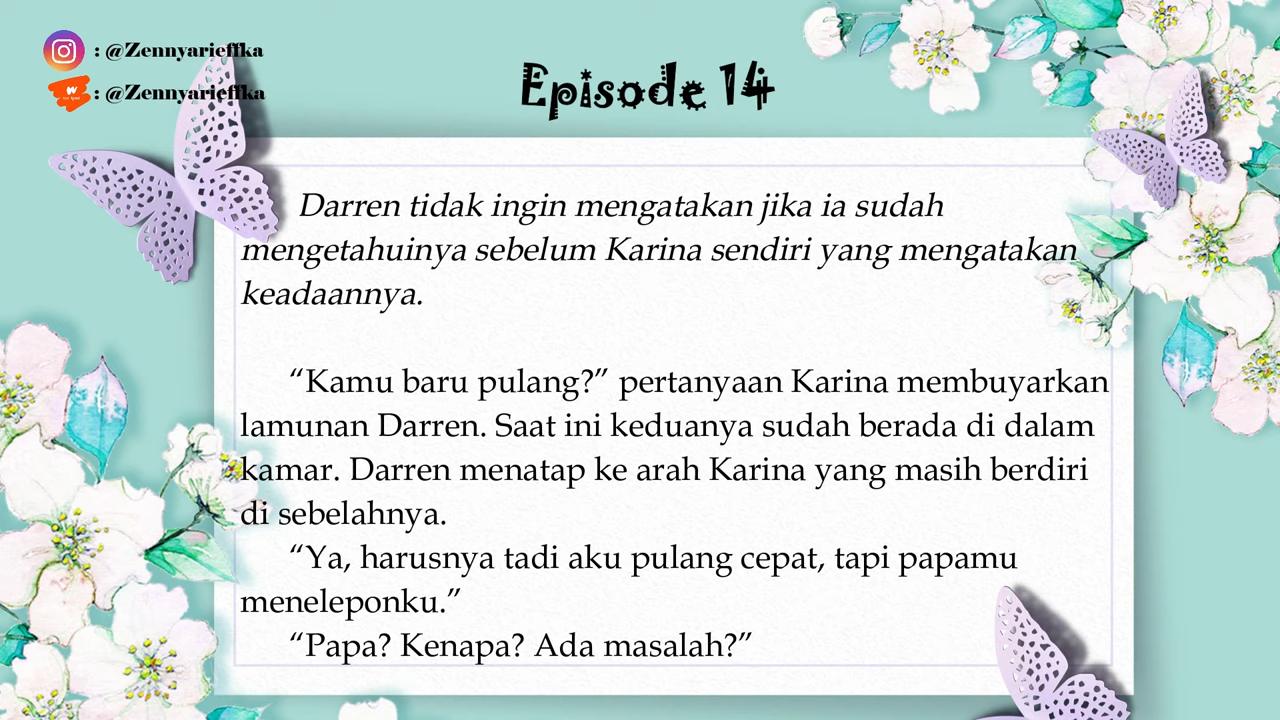 : @Zennyarieffka
: @Zennyarieffka
Episode 14
Darren tidak ingin mengatakan jika ia sudah
mengetahuinya sebelum Karina sendiri yang mengatakan
keadaannya.
“Kamu baru pulang?” pertanyaan Karina membuyarkan
lamunan Darren. Saat ini keduanya sudah berada di dalam
kamar. Darren menatap ke arah Karina yang masih berdiri
di sebelahnya.
“Ya, harusnya tadi aku pulang cepat, tapi papamu
meneleponku.”
“Papa? Kenapa? Ada masalah?”